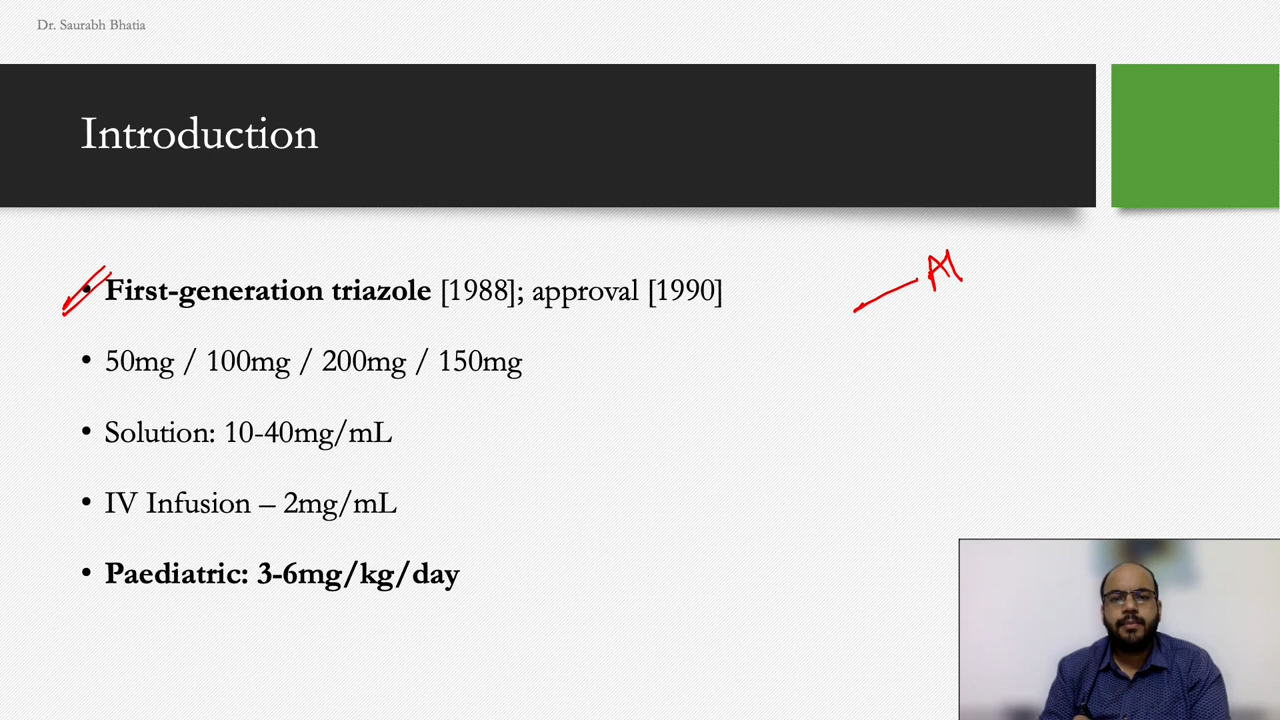 Dr. Saurabh Bhatia
Introduction
• First-generation triazole [1988]; approval [1990]
• 50mg / 100mg / 200mg / 150mg
• Solution: 10-40mg/mL
• IV Infusion – 2mg/mL
• Paediatric: 3-6mg/kg/day